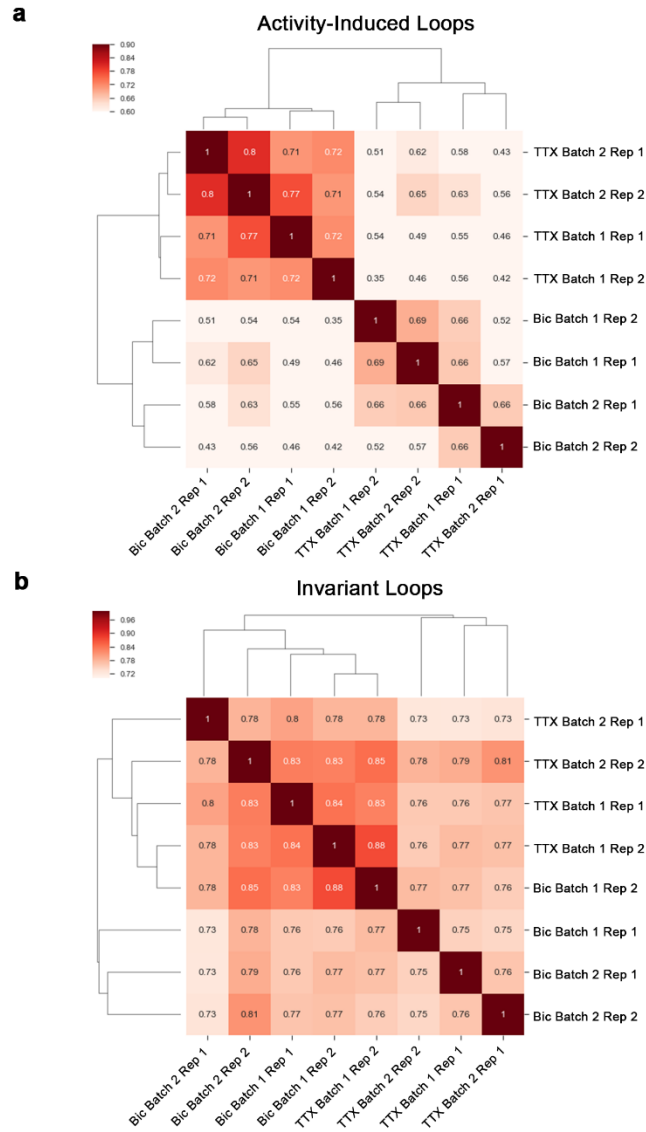 a
Activity-Induced Loops
0.90
0.84
0.78
0.72
0.66
0.60
1 0.8 0.71 0.72 0.51 0.62 0.58 0.43 TTX Batch 2 Rep 1
0.8 1 0.77 0.71 0.54 0.65 0.63 0.56 TTX Batch 2 Rep 2
0.71 0.77 1 0.72 0.54 0.49 0.55 0.46 TTX Batch 1 Rep 1
0.72 0.71 0.72 1 0.35 0.46 0.56 0.42 TTX Batch 1 Rep 2
0.51 0.54 0.54 0.35 1 0.69 0.66 0.52 Bic Batch 1 Rep 2
0.62 0.65 0.49 0.46 0.69 1 0.66 0.57 Bic Batch 1 Rep 1
0.58 0.63 0.55 0.56 0.66 0.66 1 0.66 Bic Batch 2 Rep 1
0.43 0.56 0.46 0.42 0.52 0.57 0.66 1 Bic Batch 2 Rep 2
Bic Batch 2 Rep 1
Bic Batch 2 Rep 2
Bic Batch 1 Rep 1
Bic Batch 1 Rep 2
TTX Batch 1 Rep 2
TTX Batch 2 Rep 2
TTX Batch 1 Rep 1
TTX Batch 2 Rep 1
b
Invariant Loops
0.96
0.90
0.84
0.78
0.72
1 0.78 0.8 0.78 0.78 0.73 0.73 0.73 TTX Batch 2 Rep 1
0.78 1 0.83 0.83 0.85 0.78 0.79 0.81 TTX Batch 2 Rep 2
0.8 0.83 1 0.84 0.83 0.76 0.76 0.77 TTX Batch 1 Rep 1
0.78 0.83 0.84 1 0.88 0.76 0.77 0.77 TTX Batch 1 Rep 2
0.78 0.85 0.83 0.88 1 0.77 0.77 0.76 Bic Batch 1 Rep 2
0.73 0.78 0.76 0.76 0.77 1 0.75 0.75 Bic Batch 1 Rep 1
0.73 0.79 0.76 0.77 0.77 0.75 1 0.76 Bic Batch 2 Rep 1
0.73 0.81 0.77 0.77 0.76 0.75 0.76 1 Bic Batch 2 Rep 2
Bic Batch 2 Rep 1
Bic Batch 2 Rep 2
Bic Batch 1 Rep 1
Bic Batch 1 Rep 2
TTX Batch 1 Rep 2
TTX Batch 2 Rep 2
TTX Batch 1 Rep 1
TTX Batch 2 Rep 1